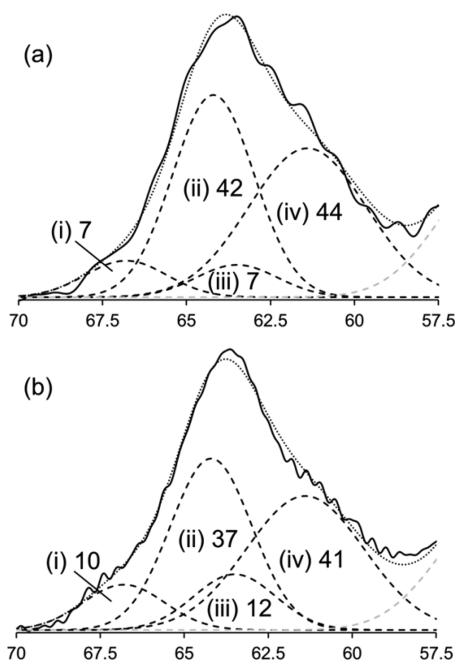 (a)
(ii) 42
(iv) 44
(i) 7
(iii) 7
70 67.5 65 62.5 60 57.5
(b)
(ii) 37
(iv) 41
(i) 10
(iii) 12
70 67.5 65 62.5 60 57.5